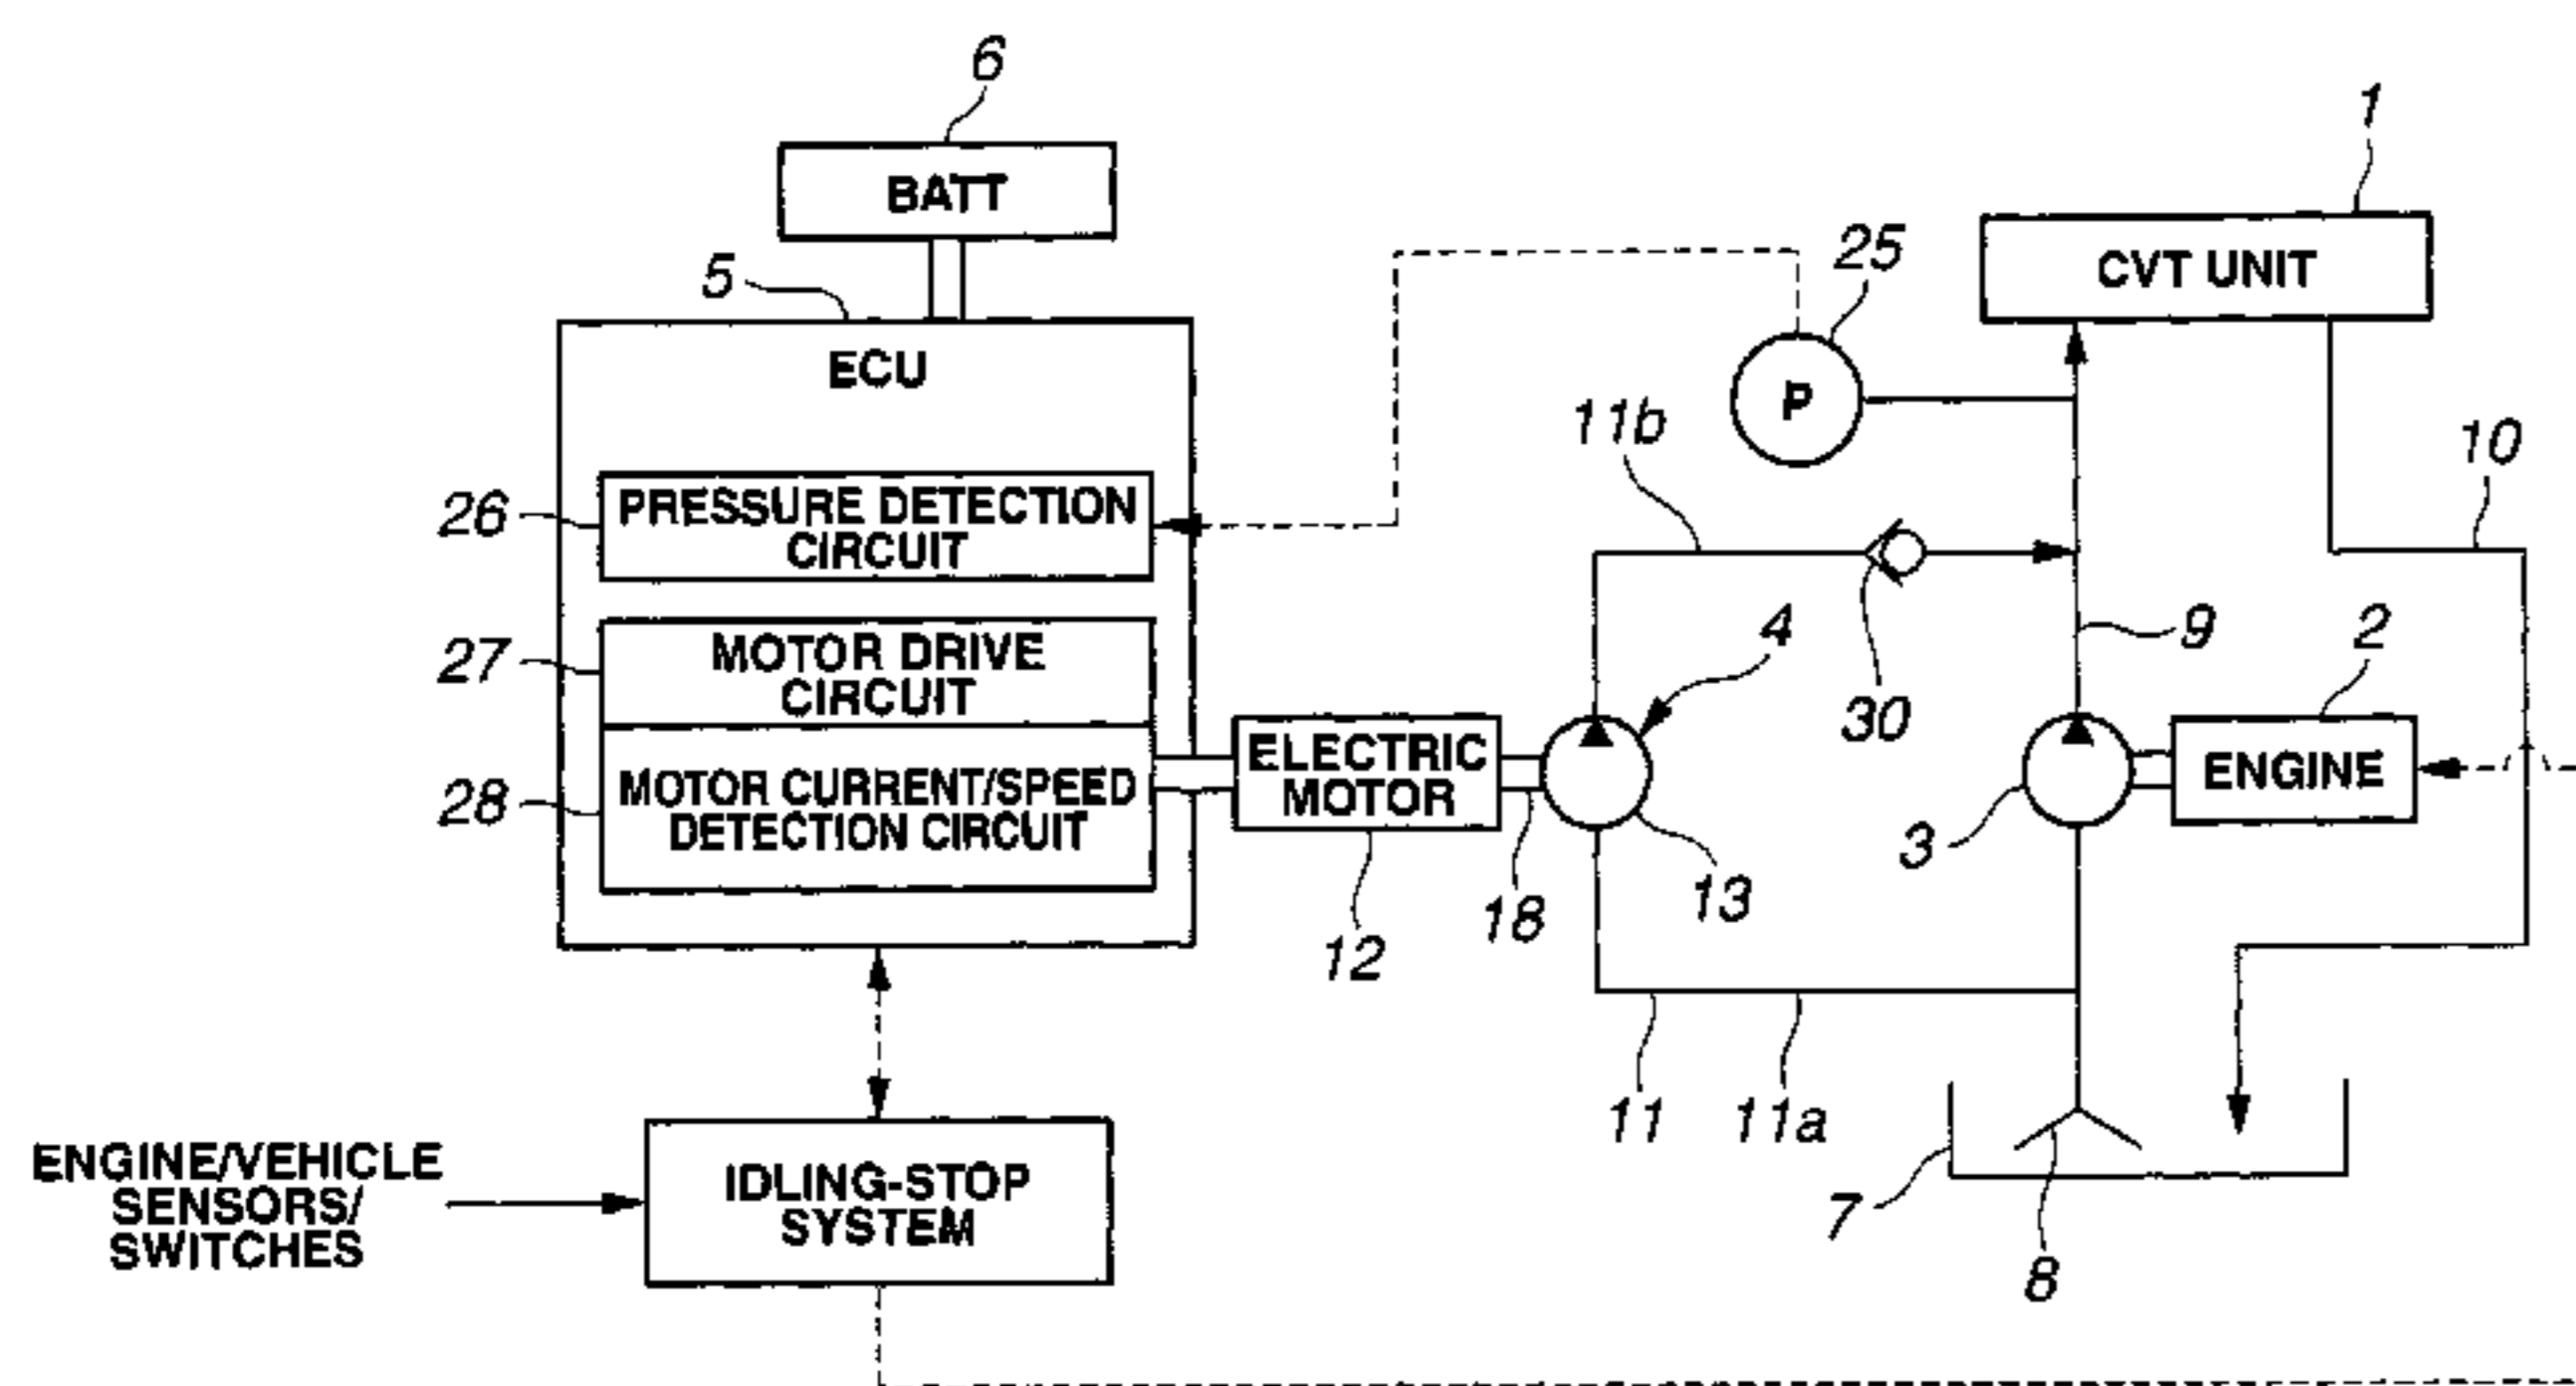 6
BATT
1
CVT UNIT
5
25
ECU
P
11b
10
26
PRESSURE DETECTION
CIRCUIT
27
MOTOR DRIVE
CIRCUIT
4
9
2
30
ELECTRIC
MOTOR
ENGINE
28
MOTOR CURRENT/SPEED
DETECTION CIRCUIT
3
13
18
12
11
11a
ENGINE/VEHICLE
SENSORS/
SWITCHES
IDLING-STOP
SYSTEM
7
8